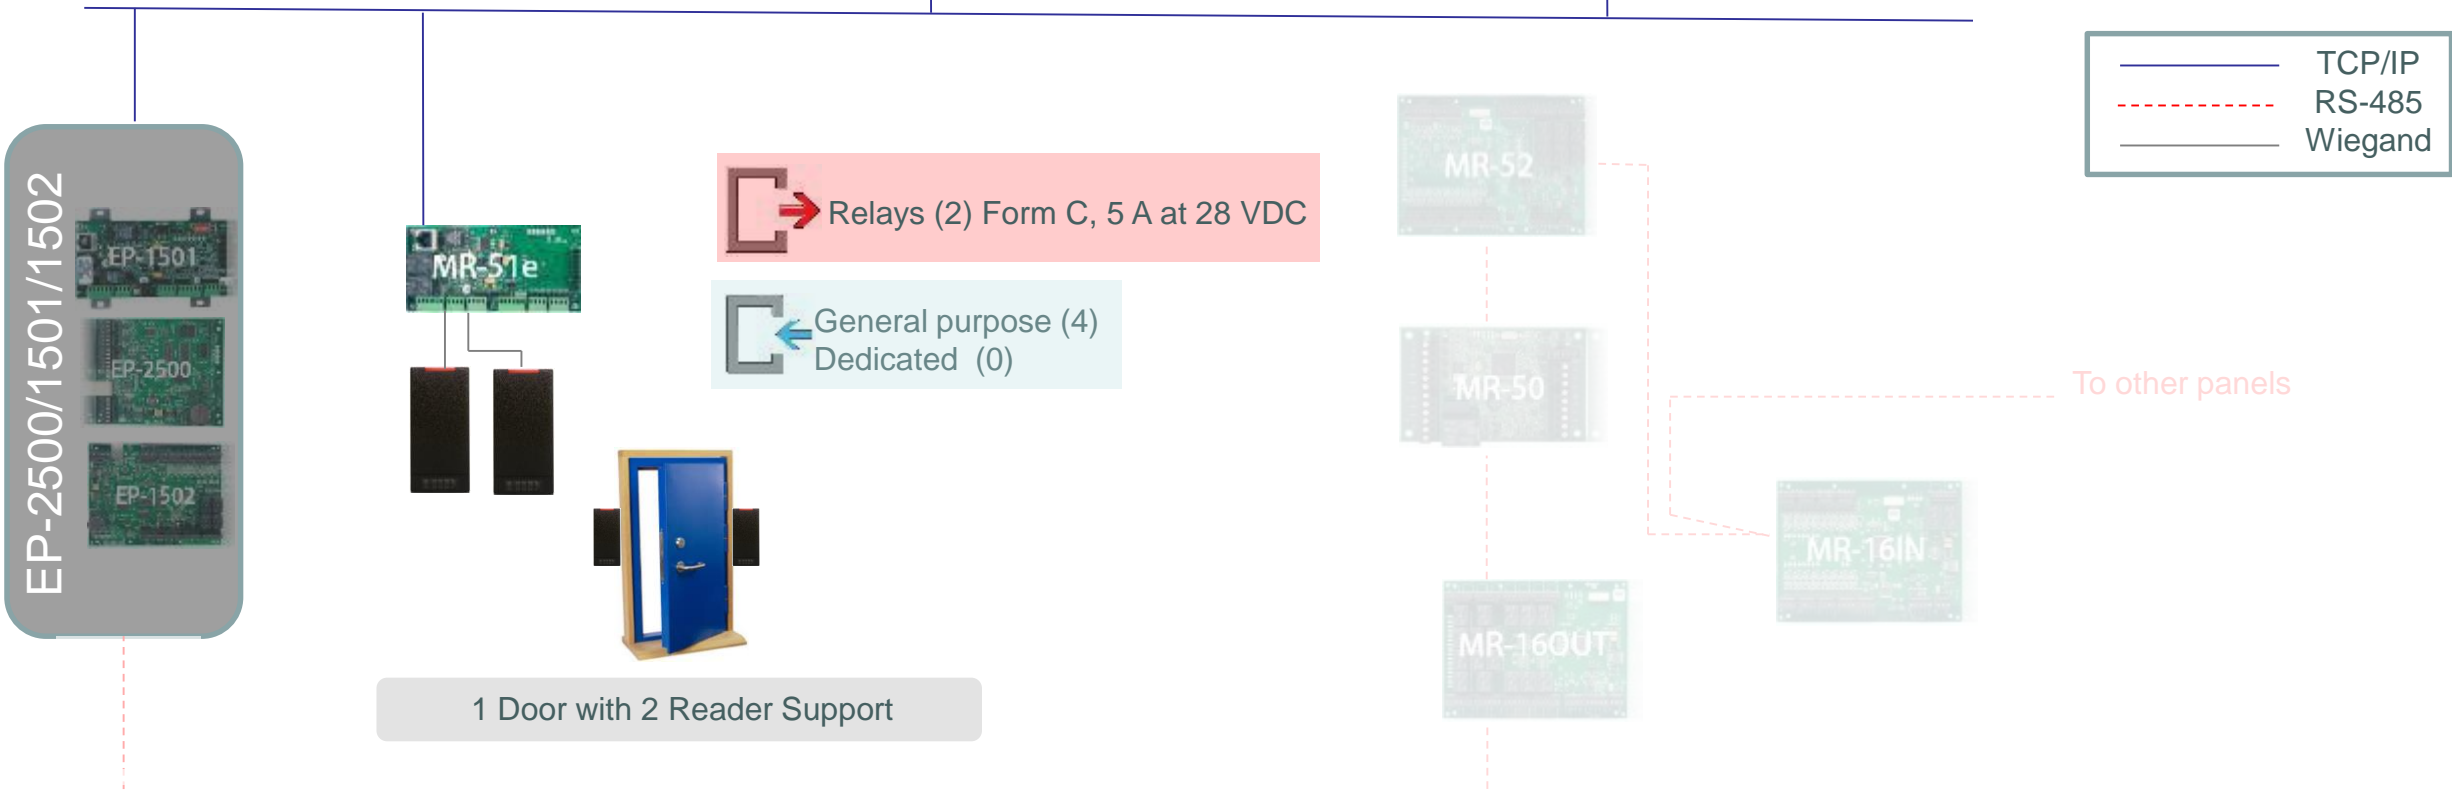 TCP/IP
RS-485
Wiegand
EP-2500/1501/1502
EP-1501
EP-2500
EP-1502
MR-51e
Relays (2) Form C, 5 A at 28 VDC
General purpose (4)
Dedicated (0)
1 Door with 2 Reader Support
MR-52
MR-50
MR-16OUT
MR-16IN
To other panels